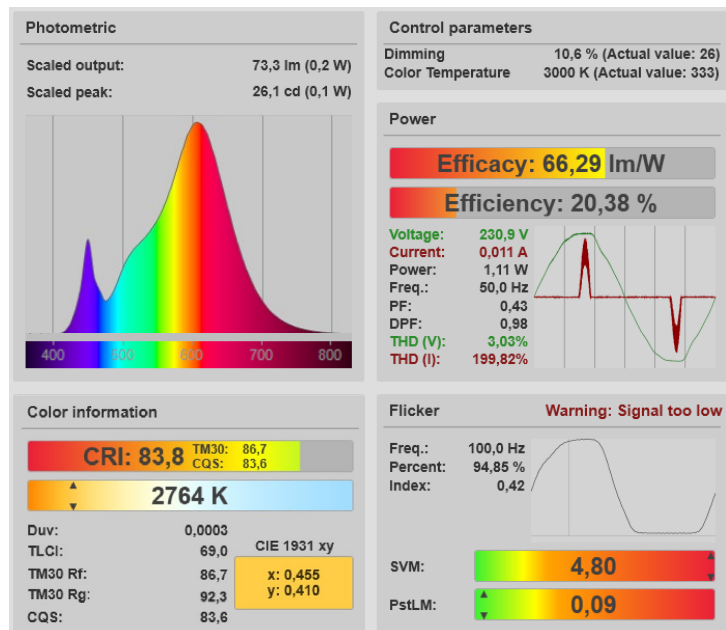 Photometric
Scaled output: 73,3 lm (0,2 W)
Scaled peak: 26,1 cd (0,1 W)
400 500 600 700 800
Control parameters
Dimming 10,6 % (Actual value: 26)
Color Temperature 3000 K (Actual value: 333)
Power
Efficacy: 66,29 lm/W
Efficiency: 20,38 %
Voltage: 230,9 V
Current: 0,011 A
Power: 1,11 W
Freq.: 50,0 Hz
PF: 0,43
DPF: 0,98
THD (V): 3,03%
THD (I): 199,82%
Color information
CRI: 83,8 TM30: 86,7
CQS: 83,6
2764 K
Duv: 0,0003
TLCI: 69,0
TM30 Rf: 86,7
TM30 Rg: 92,3
CQS: 83,6
CIE 1931 xy
x: 0,455
y: 0,410
Flicker Warning: Signal too low
Freq.: 100,0 Hz
Percent: 94,85 %
Index: 0,42
SVM: 4,80
PstLM: 0,09